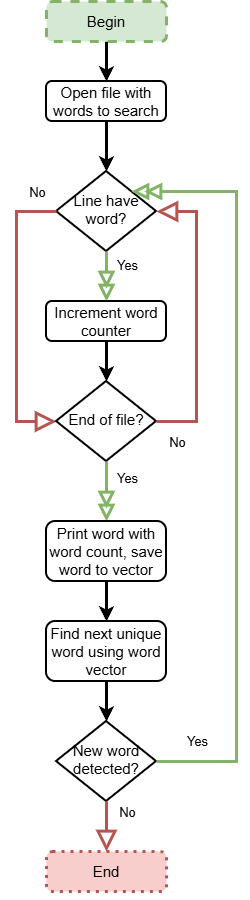 Begin
Open file with
words to search
No
Line have
word?
Yes
Increment word
counter
End of file?
No
Yes
Print word with
word count, save
word to vector
Find next unique
word using word
vector
New word
detected?
Yes
No
End